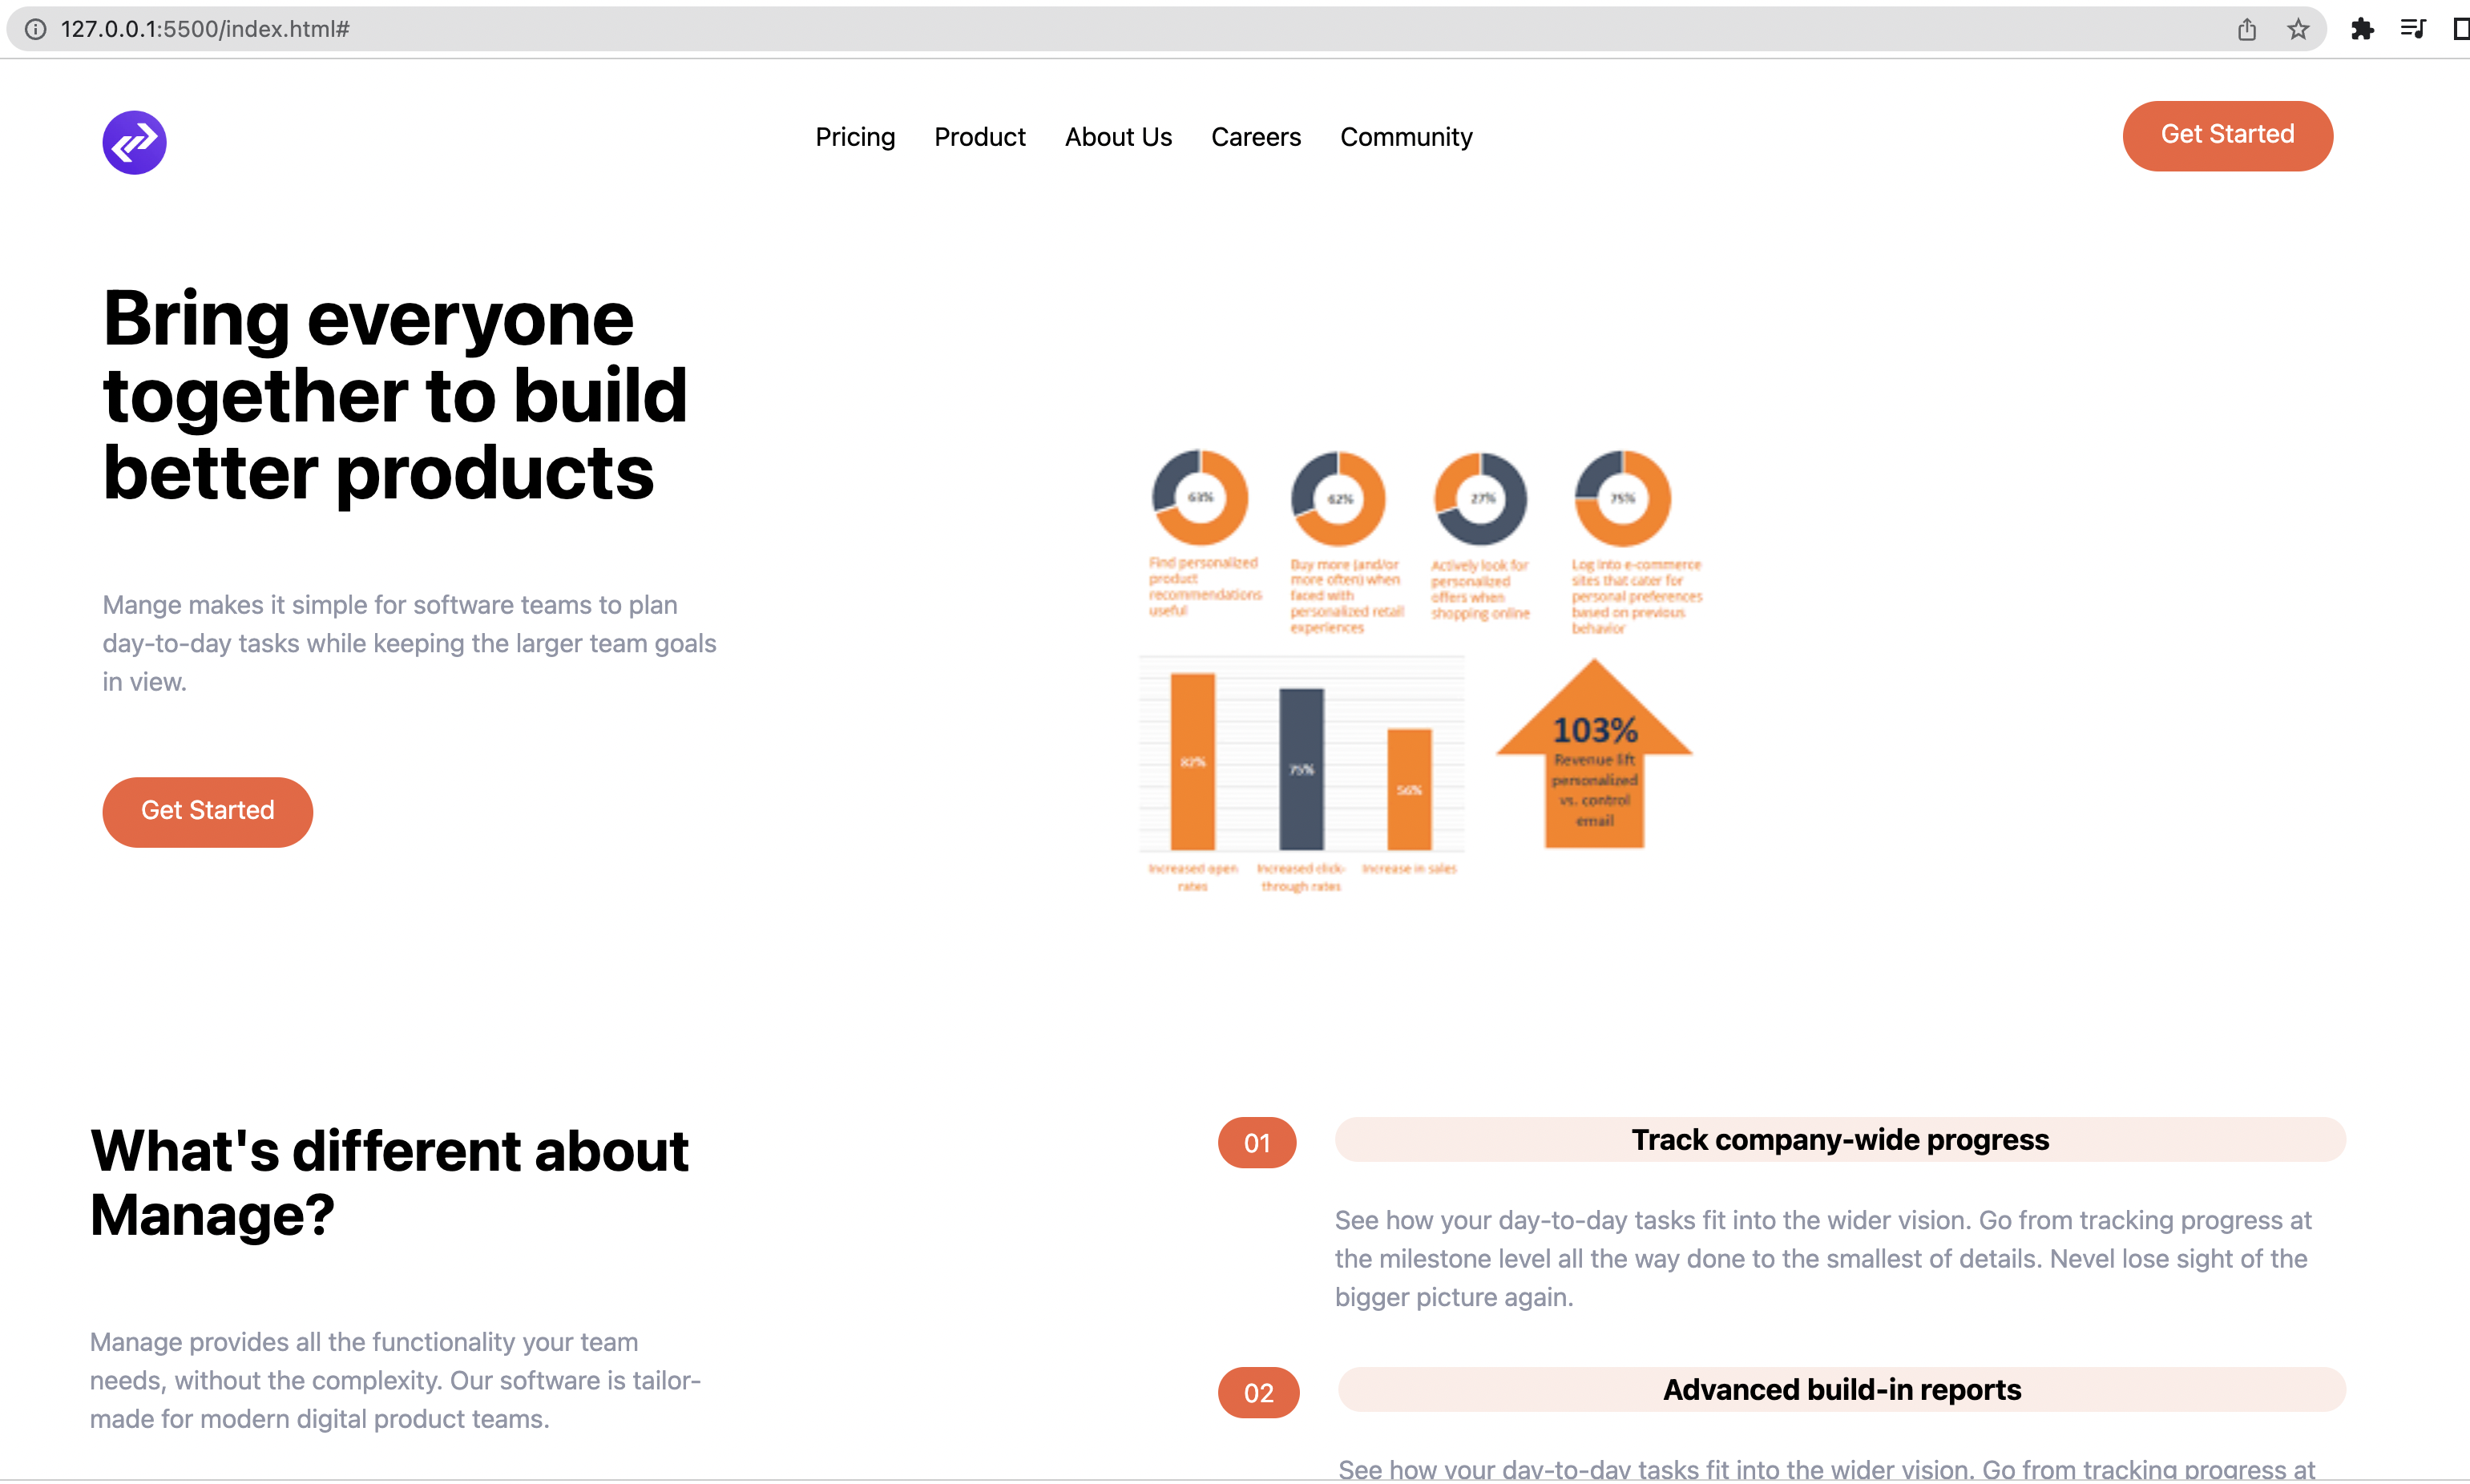 127.0.0.1:5500/index.html#
Pricing Product About Us Careers Community
Get Started
Bring everyone
together to build
better products
Mange makes it simple for software teams to plan
day-to-day tasks while keeping the larger team goals
in view.
Get Started
63% 62% 27% 75%
Find personalized
product
recommendations
useful
Buy more (and/or
more often) when
faced with
personalized retail
experiences
Actively look for
personalized
offers when
shopping online
Log into e-commerce
sites that cater for
personal preferences
based on previous
behavior
82%
75%
56%
Increased open
rates
Increased click-
through rates
Increase in sales
103%
Revenue lift
personalized
vs. control
email
What's different about
Manage?
Manage provides all the functionality your team
needs, without the complexity. Our software is tailor-
made for modern digital product teams.
01 Track company-wide progress
See how your day-to-day tasks fit into the wider vision. Go from tracking progress at
the milestone level all the way done to the smallest of details. Nevel lose sight of the
bigger picture again.
02 Advanced build-in reports
See how your day-to-day tasks fit into the wider vision. Go from tracking progress at